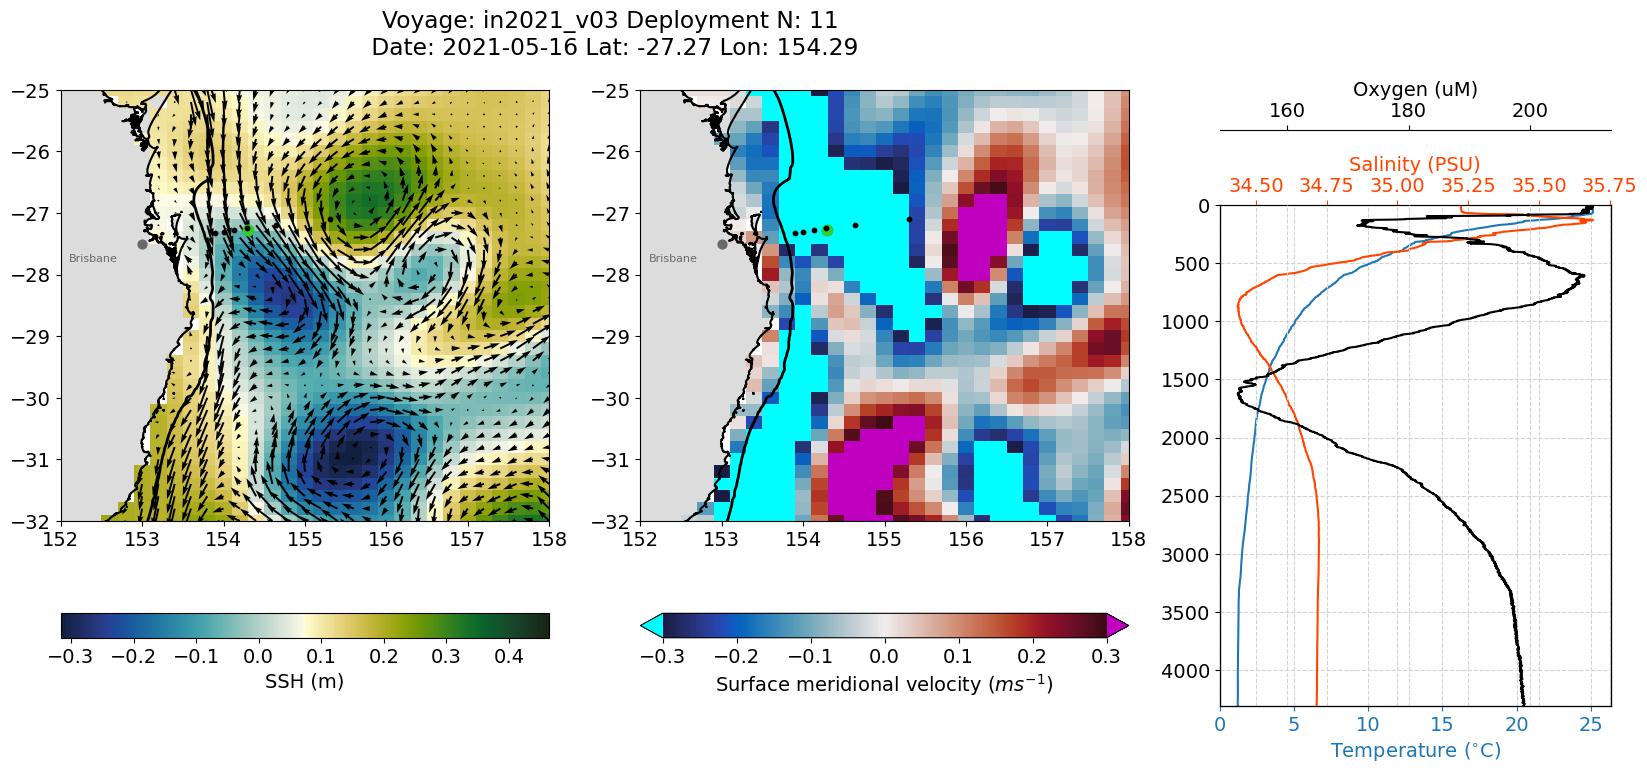 Voyage: in2021_v03 Deployment N: 11
Date: 2021-05-16 Lat: -27.27 Lon: 154.29
−25
−26
−27
−28
−29
−30
−31
−32
Brisbane
152 153 154 155 156 157 158
−0.3 −0.2 −0.1 0.0 0.1 0.2 0.3 0.4
SSH (m)
−25
−26
−27
−28
−29
−30
−31
−32
Brisbane
152 153 154 155 156 157 158
−0.3 −0.2 −0.1 0.0 0.1 0.2 0.3
Surface meridional velocity (ms⁻¹)
Oxygen (uM)
160 180 200
Salinity (PSU)
34.50 34.75 35.00 35.25 35.50 35.75
0
500
1000
1500
2000
2500
3000
3500
4000
0 5 10 15 20 25
Temperature (°C)